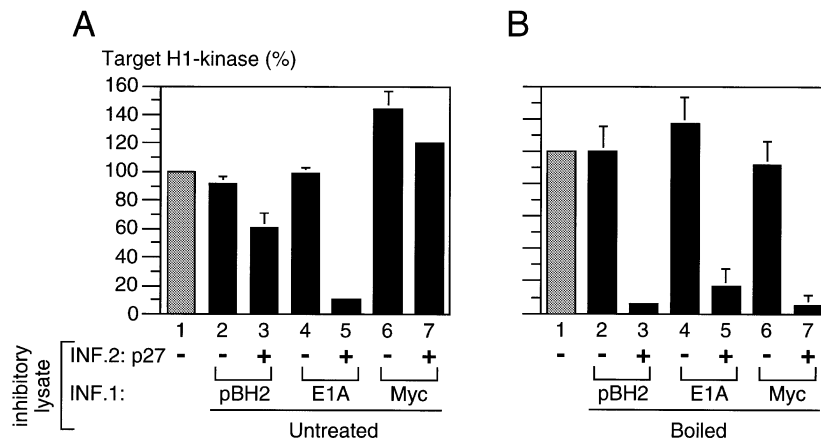 A
B
Target H1-kinase (%)
160
140
120
100
80
60
40
20
0
1 2 3 4 5 6 7
1 2 3 4 5 6 7
inhibitory lysate
INF.2: p27 - - + - + - +
- - + - + - +
INF.1: pBH2 E1A Myc
pBH2 E1A Myc
Untreated
Boiled